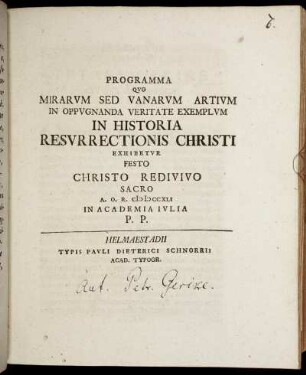 7.
PROGRAMMA
QVO
MIRARVM SED VANARVM ARTIVM
IN OPPVGNANDA VERITATE EXEMPLVM
IN HISTORIA
RESVRRECTIONIS CHRISTI
EXHIBETVR
FESTO
CHRISTO REDIVIVO
SACRO
A. O. R. CIƆIƆCCXLI
IN ACADEMIA IVLIA
P. P.
HELMAESTADII
TYPIS PAVLI DIETERICI SCHNORRII
ACAD. TYPOGR.
Aut. Petr. Gerike.